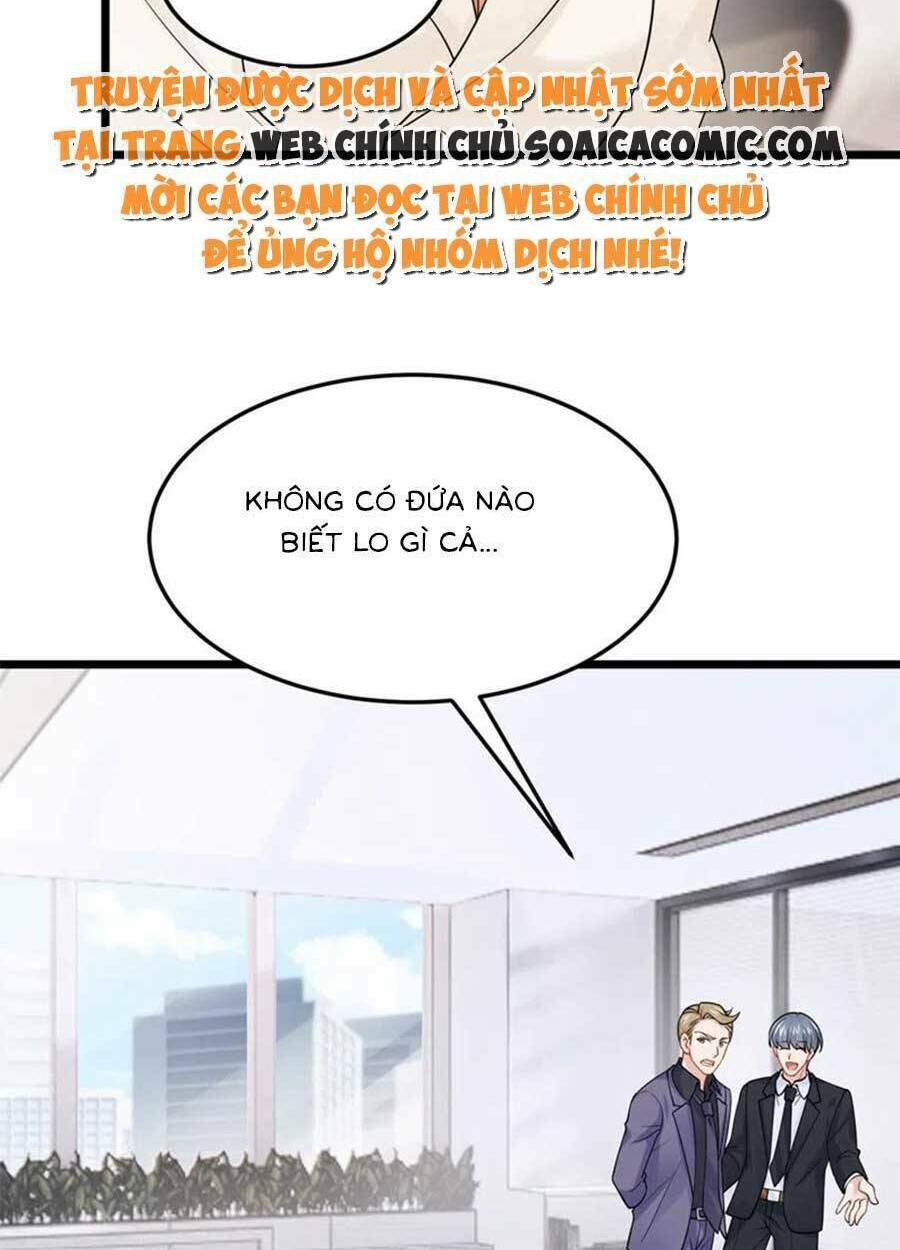 TRUYỆN ĐƯỢC DỊCH VÀ CẬP NHẬT SỚM NHẤT
TẠI TRANG WEB CHÍNH CHỦ SOAICACOMIC.COM
MỜI CÁC BẠN ĐỌC TẠI WEB CHÍNH CHỦ
ĐỂ ỦNG HỘ NHÓM DỊCH NHÉ!
KHÔNG CÓ ĐỨA NÀO
BIẾT LO GÌ CẢ...